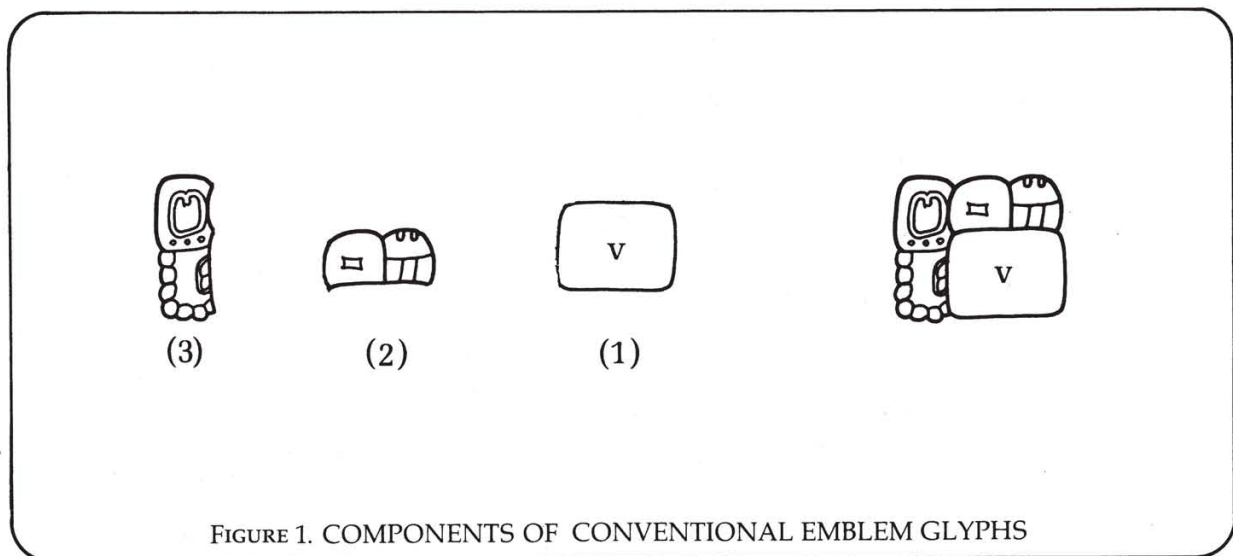 V
V
(3) (2) (1)
FIGURE 1. COMPONENTS OF CONVENTIONAL EMBLEM GLYPHS